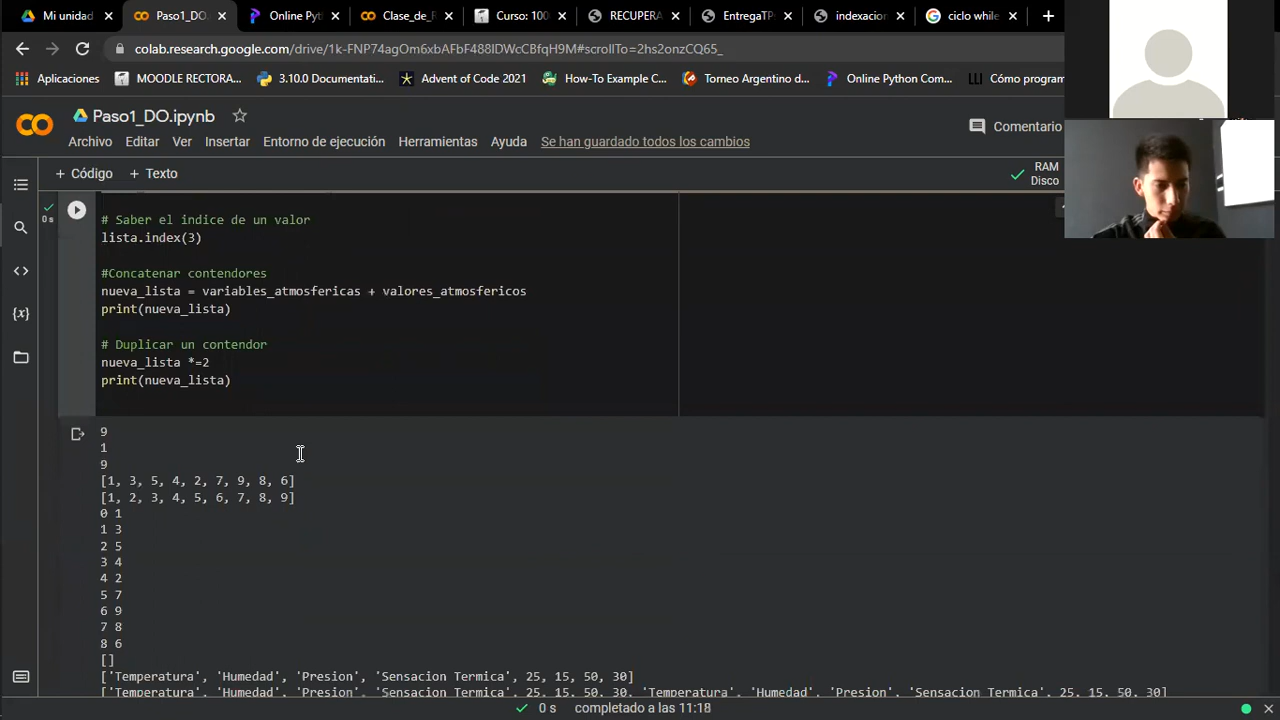 Mi unidad
Paso1_DO.
Online Pyt
Clase_de_F
Curso: 100
RECUPERA
EntregaTP
indexacion
ciclo while
colab.research.google.com/drive/1k-FNP74agOm6xbAFbF488IDWcCBfqH9M#scrollTo=2hs2onzCQ65_
Aplicaciones
MOODLE RECTORA...
3.10.0 Documentati...
Advent of Code 2021
How-To Example C...
Torneo Argentino d...
Online Python Com...
Cómo program
Paso1_DO.ipynb
Comentario
Archivo Editar Ver Insertar Entorno de ejecución Herramientas Ayuda Se han guardado todos los cambios
+ Código + Texto
RAM
Disco
0 s
# Saber el indice de un valor
lista.index(3)
#Concatenar contendores
nueva_lista = variables_atmosfericas + valores_atmosfericos
print(nueva_lista)
# Duplicar un contendor
nueva_lista *=2
print(nueva_lista)
9
1
9
[1, 3, 5, 4, 2, 7, 9, 8, 6]
[1, 2, 3, 4, 5, 6, 7, 8, 9]
0 1
1 3
2 5
3 4
4 2
5 7
6 9
7 8
8 6
[]
['Temperatura', 'Humedad', 'Presion', 'Sensacion Termica', 25, 15, 50, 30]
['Temperatura', 'Humedad', 'Presion', 'Sensacion Termica', 25, 15, 50, 30, 'Temperatura', 'Humedad', 'Presion', 'Sensacion Termica', 25, 15, 50, 30]
0 s completado a las 11:18